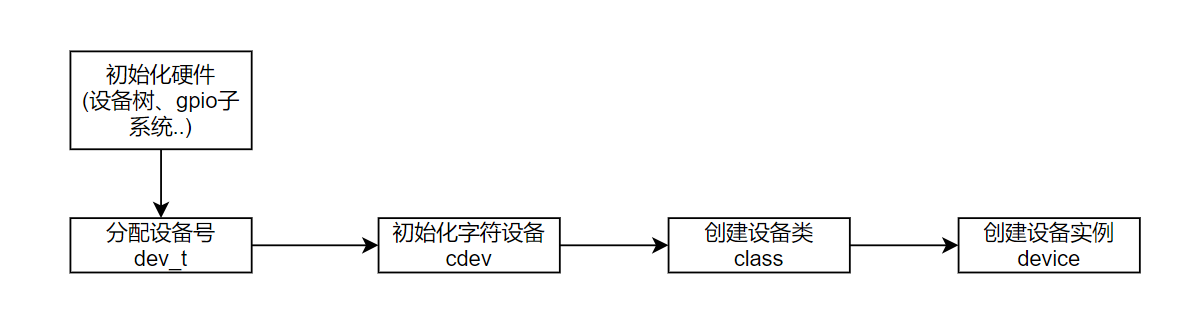 初始化硬件
(设备树、gpio子
系统..)
分配设备号
dev_t
初始化字符设备
cdev
创建设备类
class
创建设备实例
device